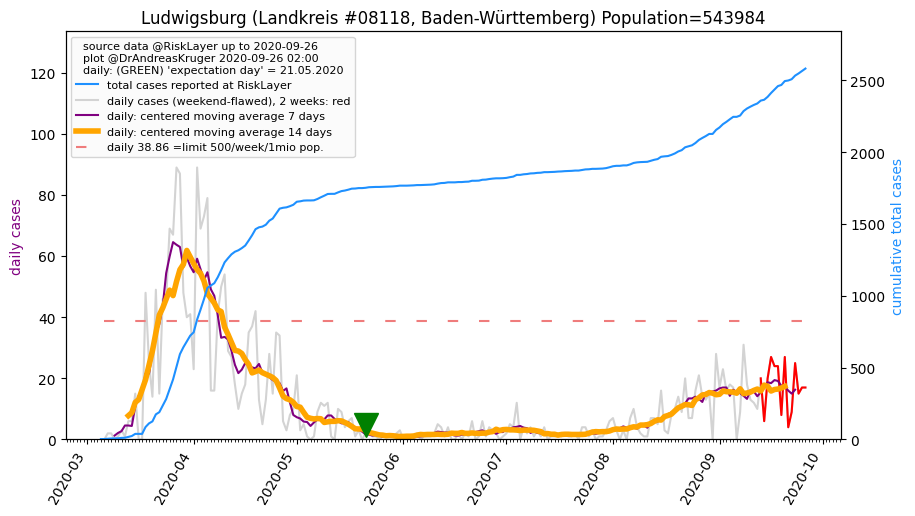 Ludwigsburg (Landkreis #08118, Baden-Württemberg) Population=543984
source data @RiskLayer up to 2020-09-26
plot @DrAndreasKruger 2020-09-26 02:00
daily: (GREEN) 'expectation day' = 21.05.2020
total cases reported at RiskLayer
daily cases (weekend-flawed), 2 weeks: red
daily: centered moving average 7 days
daily: centered moving average 14 days
daily 38.86 =limit 500/week/1mio pop.
daily cases
120
100
80
60
40
20
0
2500
2000
1500
1000
500
0
cumulative total cases
2020-03
2020-04
2020-05
2020-06
2020-07
2020-08
2020-09
2020-10